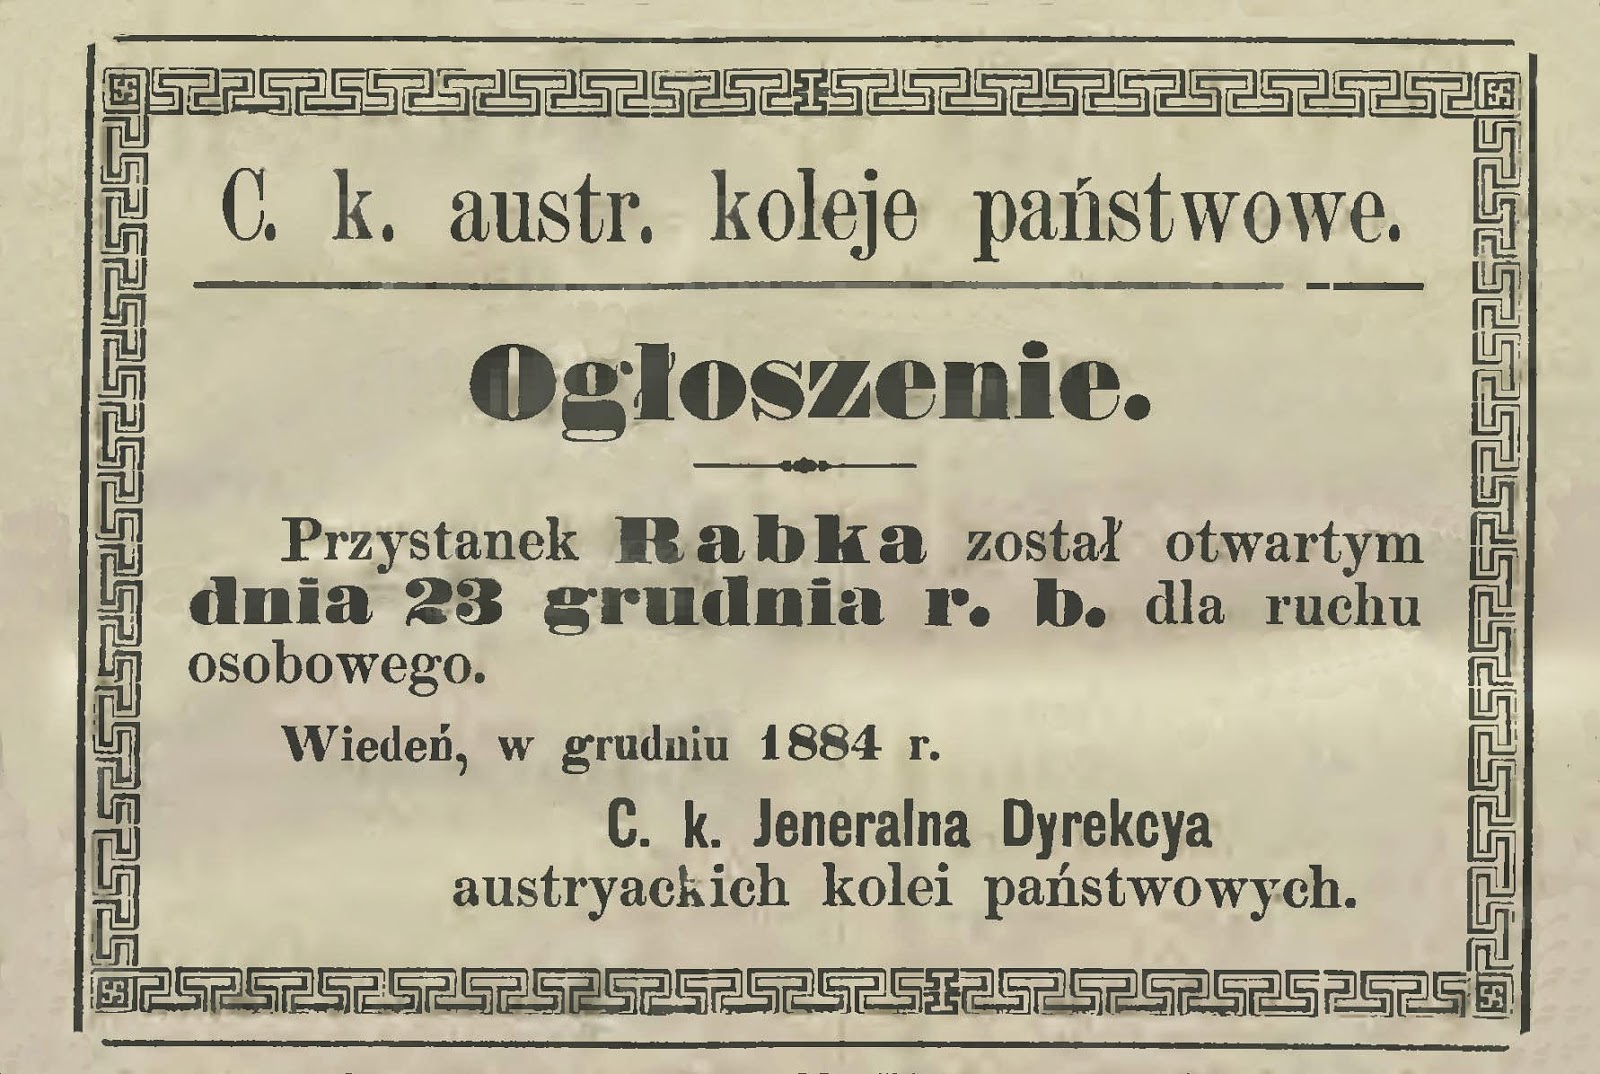 C. k. austr. koleje państwowe.
Ogłoszenie.
Przystanek Rabka został otwartym
dnia 23 grudnia r. b. dla ruchu
osobowego.
Wiedeń, w grudniu 1884 r.
C. k. Jeneralna Dyrekcya
austryackich kolei państwowych.